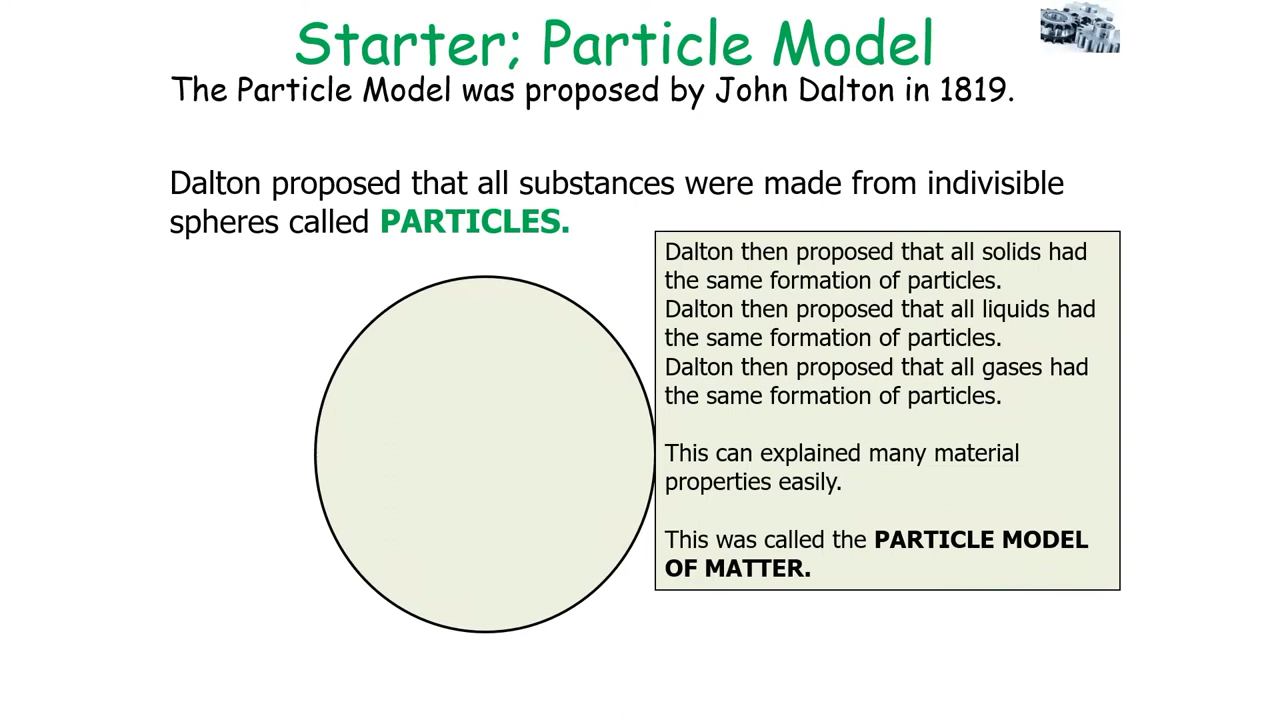 Starter; Particle Model
The Particle Model was proposed by John Dalton in 1819.
Dalton proposed that all substances were made from indivisible
spheres called PARTICLES.
Dalton then proposed that all solids had
the same formation of particles.
Dalton then proposed that all liquids had
the same formation of particles.
Dalton then proposed that all gases had
the same formation of particles.
This can explained many material
properties easily.
This was called the PARTICLE MODEL
OF MATTER.